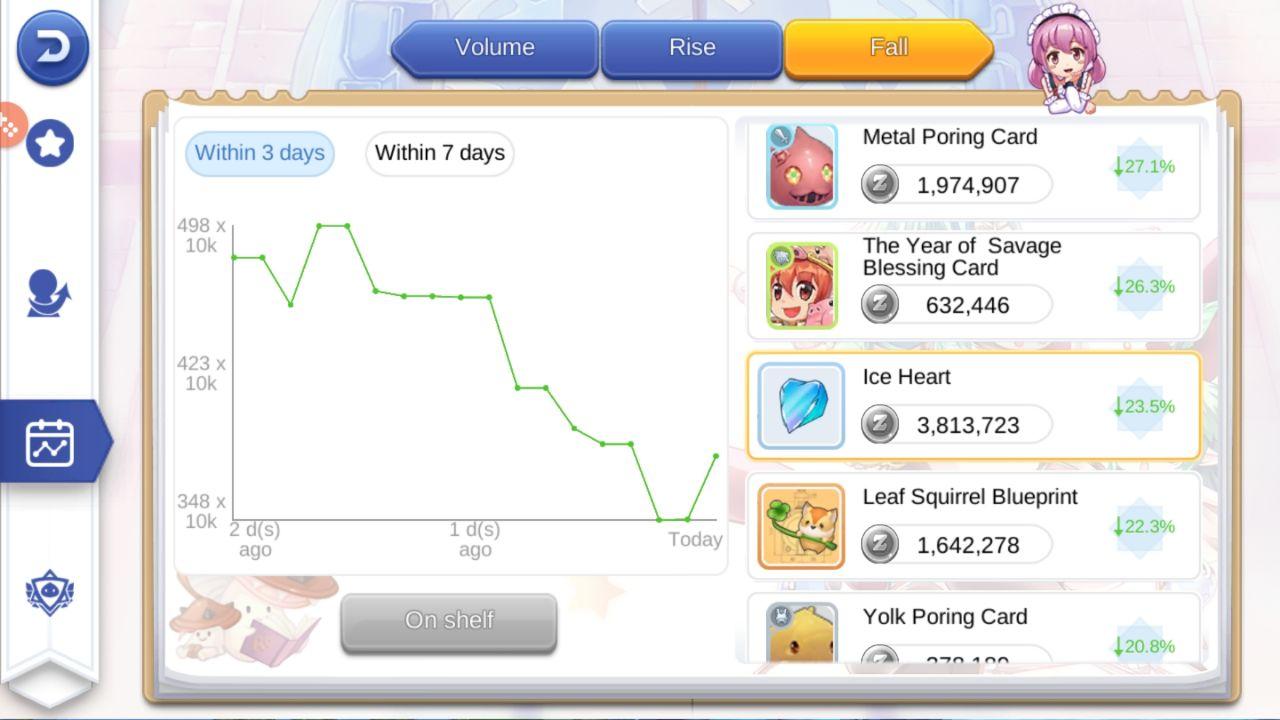 Volume
Rise
Fall
Within 3 days
Within 7 days
498 x
10k
423 x
10k
348 x
10k
2 d(s)
ago
1 d(s)
ago
Today
On shelf
Metal Poring Card
1,974,907
↓27.1%
The Year of Savage
Blessing Card
632,446
↓26.3%
Ice Heart
3,813,723
↓23.5%
Leaf Squirrel Blueprint
1,642,278
↓22.3%
Yolk Poring Card
↓20.8%